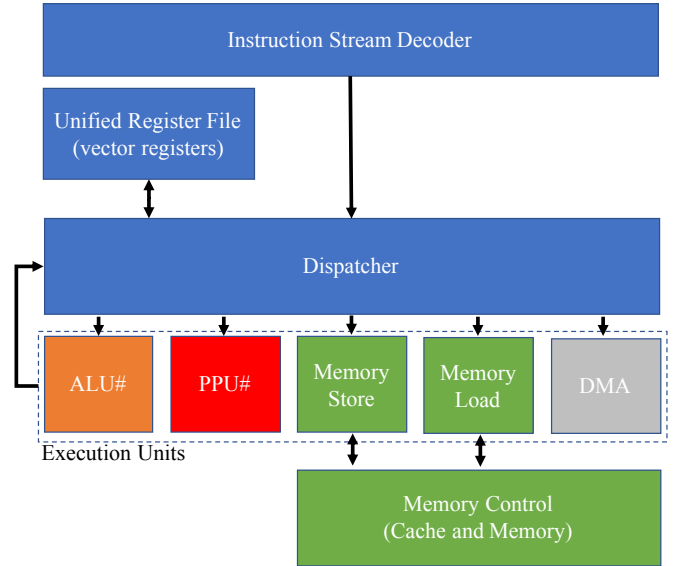 Instruction Stream Decoder
Unified Register File
(vector registers)
Dispatcher
ALU#
PPU#
Memory
Store
Memory
Load
DMA
Execution Units
Memory Control
(Cache and Memory)